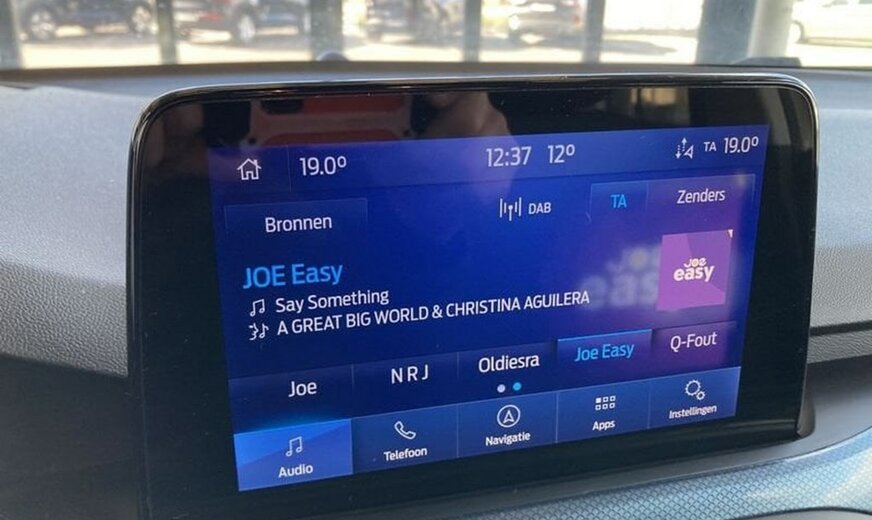 19.0° 12:37 12° TA 19.0°
Bronnen DAB TA Zenders
JOE Easy
Say Something
A GREAT BIG WORLD & CHRISTINA AGUILERA
Joe easy
Joe NRJ Oldiesra Joe Easy Q-Fout
Audio Telefoon Navigatie Apps Instellingen